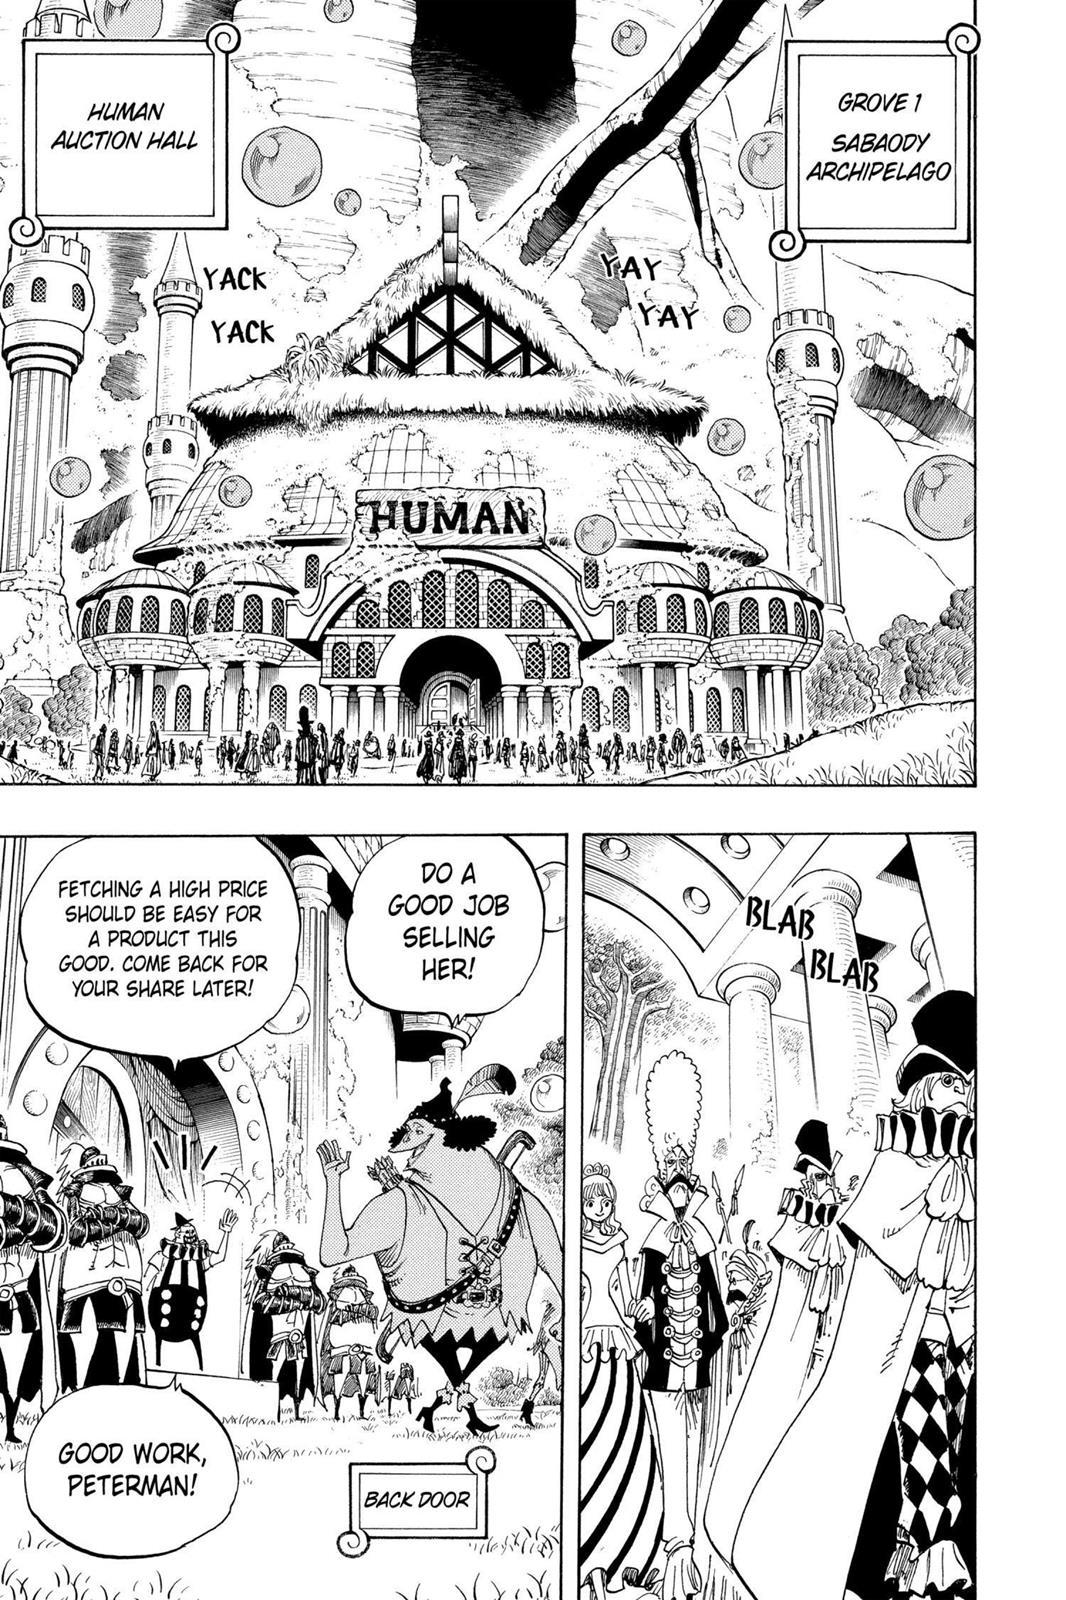 GROVE 1
SABAODY
ARCHIPELAGO
HUMAN
AUCTION HALL
YAY
YAY
YACK
YACK
HUMAN
BLAB
BLAB
DO A
GOOD JOB
SELLING
HER!
FETCHING A HIGH PRICE
SHOULD BE EASY FOR
A PRODUCT THIS
GOOD. COME BACK FOR
YOUR SHARE LATER!
GOOD WORK,
PETERMAN!
BACK DOOR